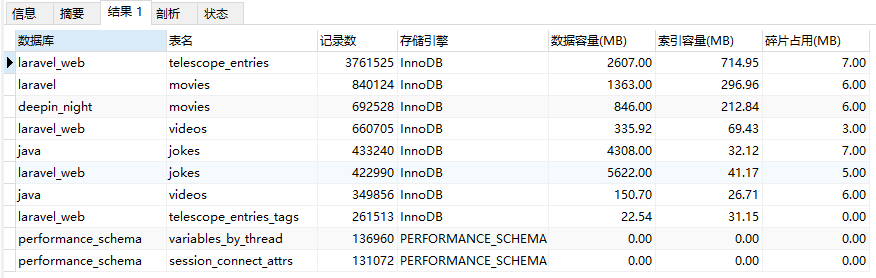 信息 摘要 结果 1 剖析 状态
数据库 表名 记录数 存储引擎 数据容量(MB) 索引容量(MB) 碎片占用(MB)
laravel_web telescope_entries 3761525 InnoDB 2607.00 714.95 7.00
laravel movies 840124 InnoDB 1363.00 296.96 6.00
deepin_night movies 692528 InnoDB 846.00 212.84 6.00
laravel_web videos 660705 InnoDB 335.92 69.43 3.00
java jokes 433240 InnoDB 4308.00 32.12 7.00
laravel_web jokes 422990 InnoDB 5622.00 41.17 5.00
java videos 349856 InnoDB 150.70 26.71 6.00
laravel_web telescope_entries_tags 261513 InnoDB 22.54 31.15 0.00
performance_schema variables_by_thread 136960 PERFORMANCE_SCHEMA 0.00 0.00 0.00
performance_schema session_connect_attrs 131072 PERFORMANCE_SCHEMA 0.00 0.00 0.00